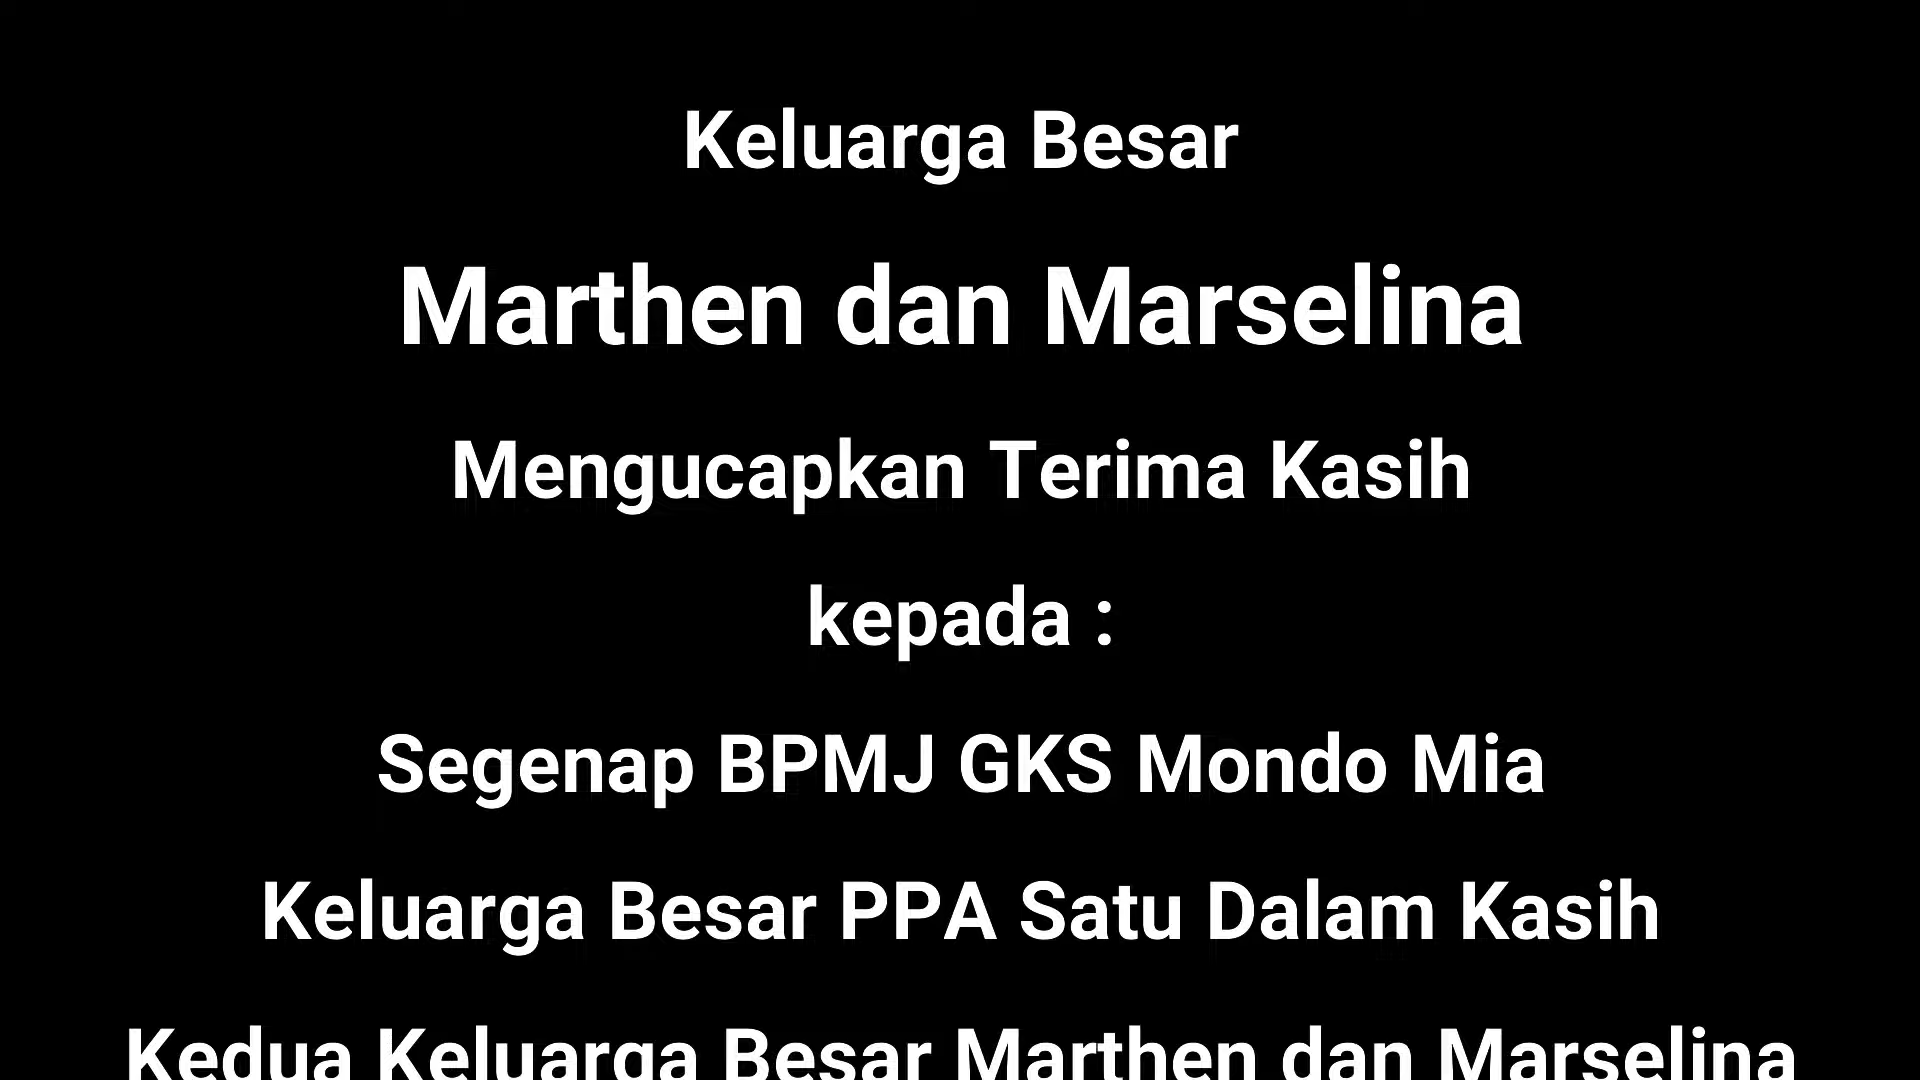 Keluarga Besar
Marthen dan Marselina
Mengucapkan Terima Kasih
kepada :
Segenap BPMJ GKS Mondo Mia
Keluarga Besar PPA Satu Dalam Kasih
Kedua Keluarga Besar Marthen dan Marselina